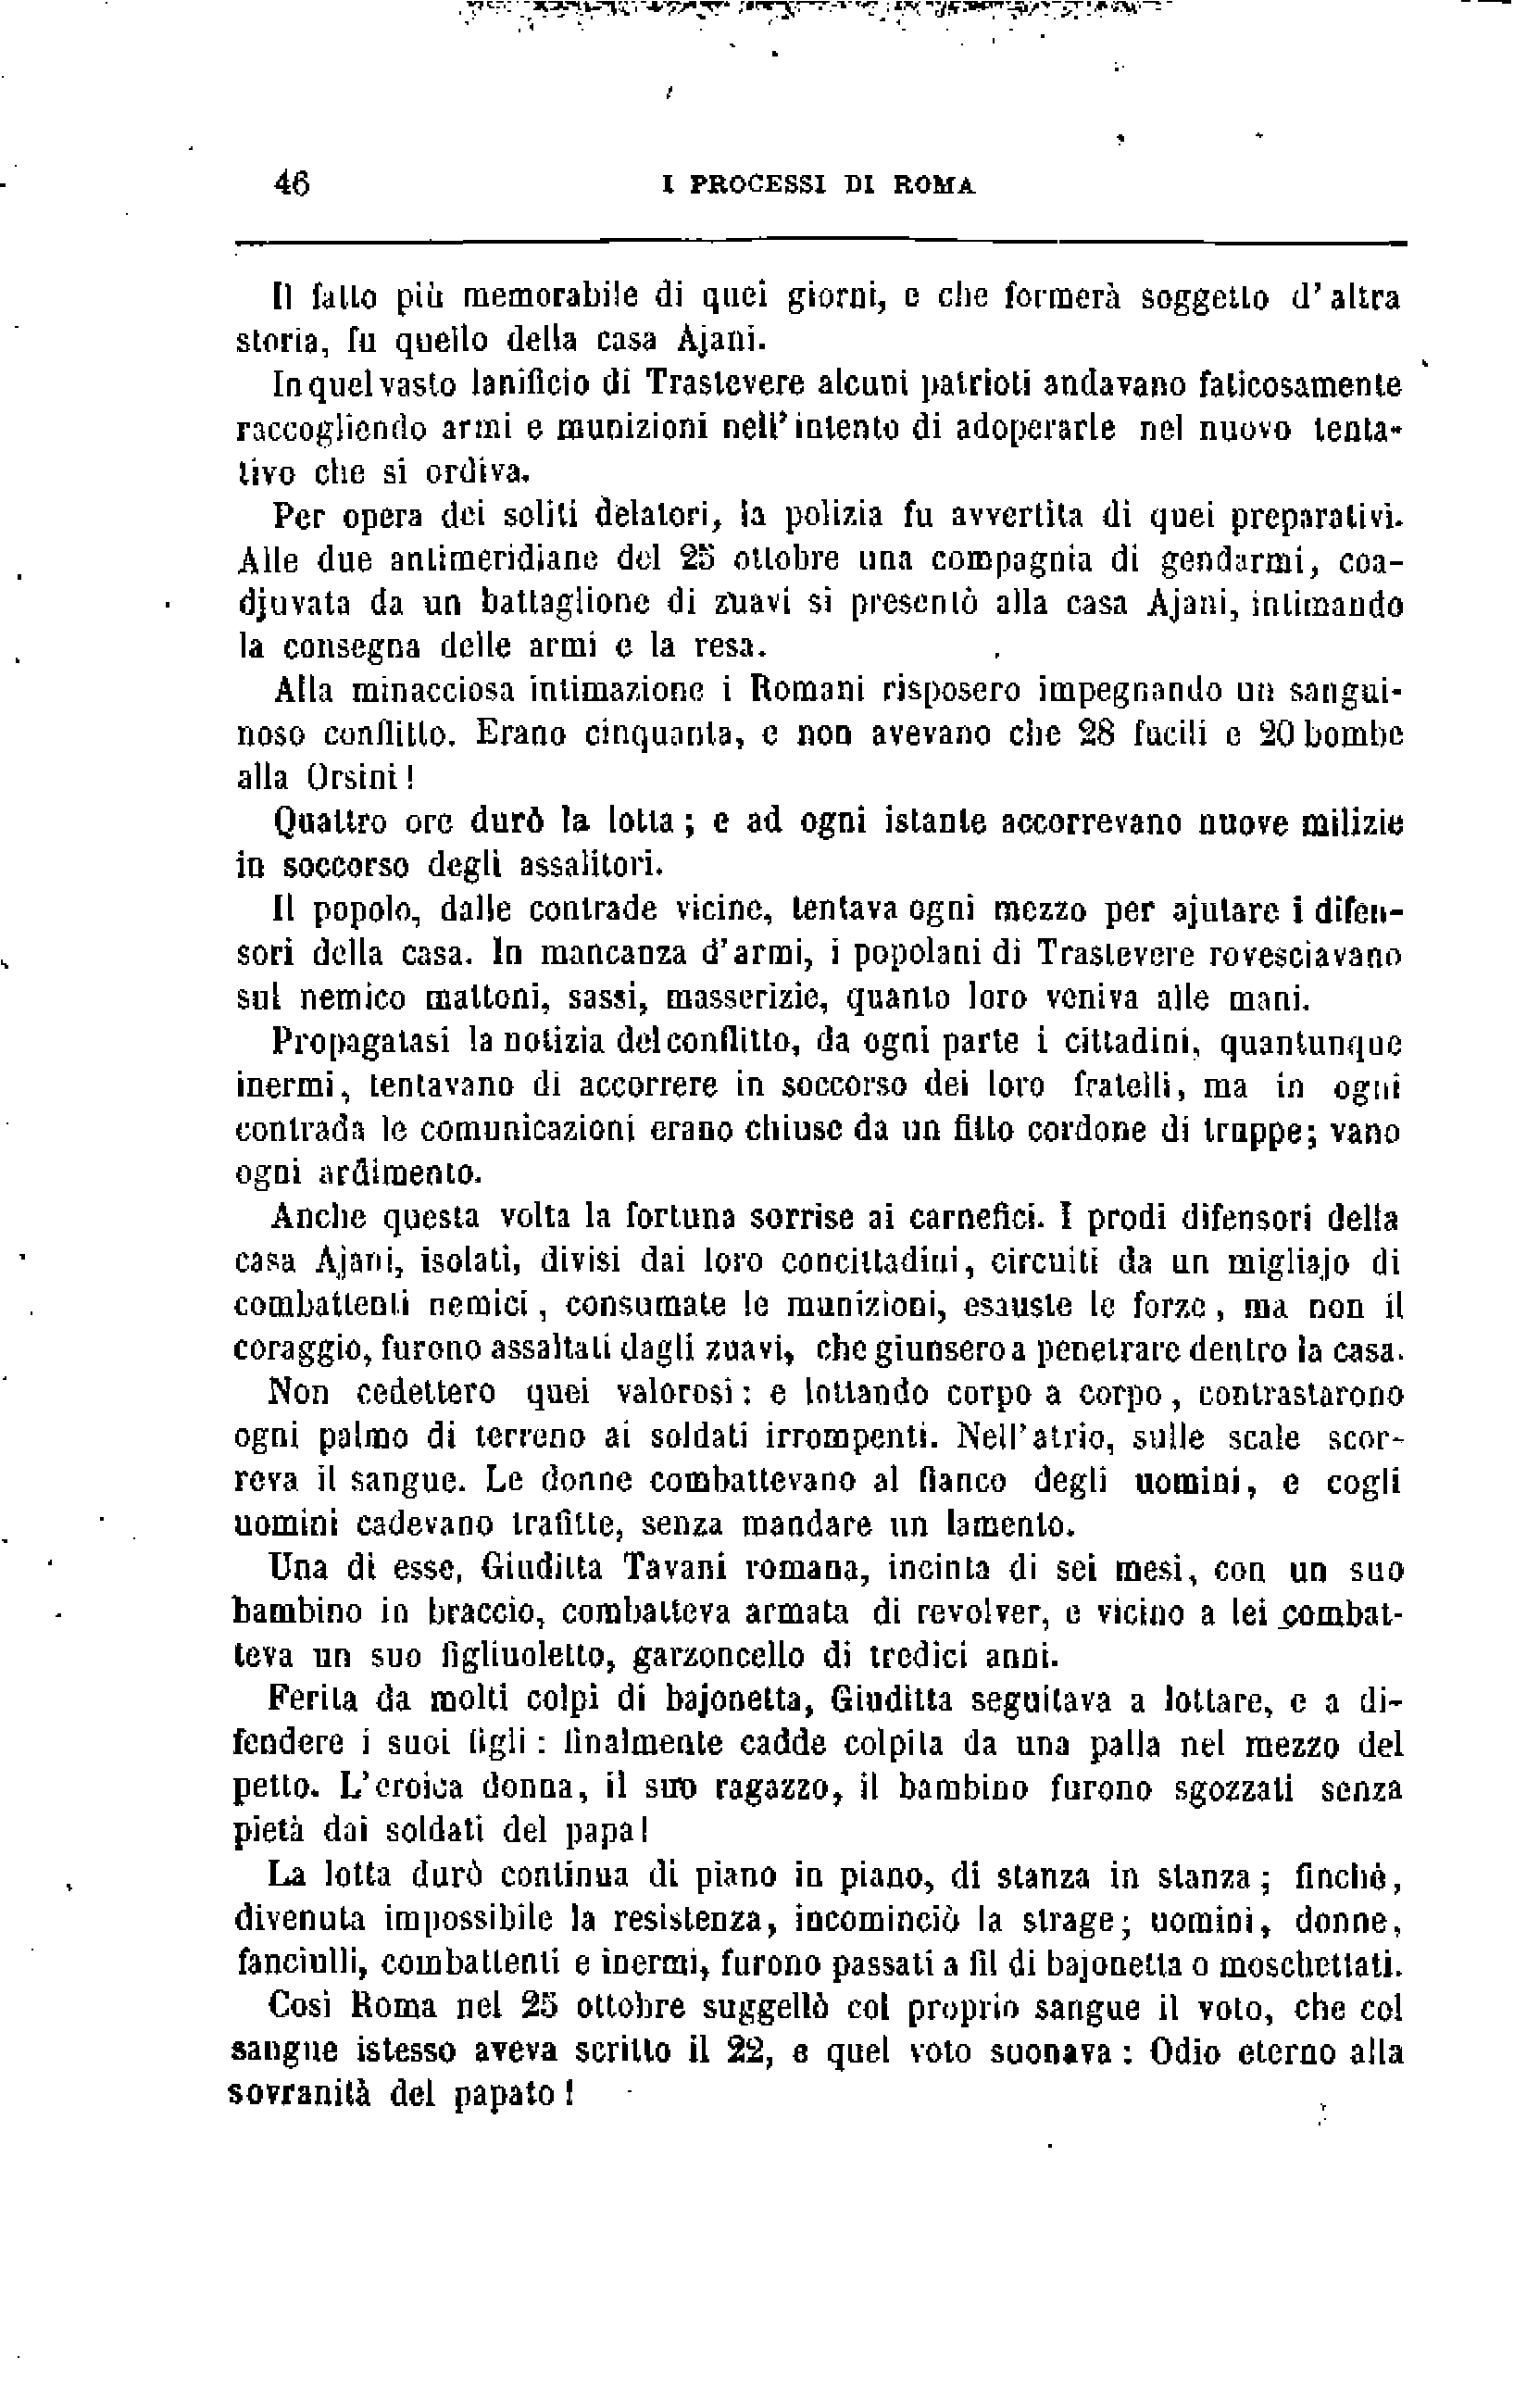 46 I PROCESSI DI ROMA
Il fatto più memorabile di quei giorni, e che formerà soggetto d'altra
storia, fu quello della casa Ajani.
In quel vasto lanificio di Trastevere alcuni patrioti andavano faticosamente
raccogliendo armi e munizioni nell'intento di adoperarle nel nuovo tenta-
tivo che si ordiva.
Per opera dei soliti delatori, la polizia fu avvertita di quei preparativi.
Alle due antimeridiane del 25 ottobre una compagnia di gendarmi, coa-
djuvata da un battaglione di zuavi si presentò alla casa Ajani, intimando
la consegna delle armi e la resa.
Alla minacciosa intimazione i Romani risposero impegnando un sangui-
noso conflitto. Erano cinquanta, e non avevano che 28 fucili e 20 bombe
alla Orsini!
Quattro ore durò la lotta; e ad ogni istante accorrevano nuove milizie
in soccorso degli assalitori.
Il popolo, dalle contrade vicine, tentava ogni mezzo per ajutare i difen-
sori della casa. In mancanza d'armi, i popolani di Trastevere rovesciavano
sul nemico mattoni, sassi, masserizie, quanto loro veniva alle mani.
Propagatasi la notizia del conflitto, da ogni parte i cittadini, quantunque
inermi, tentavano di accorrere in soccorso dei loro fratelli, ma in ogni
contrada le comunicazioni erano chiuse da un fitto cordone di truppe; vano
ogni ardimento.
Anche questa volta la fortuna sorrise ai carnefici. I prodi difensori della
casa Ajani, isolati, divisi dai loro concittadini, circuiti da un migliajo di
combattenti nemici, consumate le munizioni, esauste le forze, ma non il
coraggio, furono assaltati dagli zuavi, che giunsero a penetrare dentro la casa.
Non cedettero quei valorosi: e lottando corpo a corpo, contrastarono
ogni palmo di terreno ai soldati irrompenti. Nell'atrio, sulle scale scor-
reva il sangue. Le donne combattevano al fianco degli uomini, e cogli
uomini cadevano trafitte, senza mandare un lamento.
Una di esse, Giuditta Tavani romana, incinta di sei mesi, con un suo
bambino in braccio, combatteva armata di revolver, e vicino a lei combat-
teva un suo figliuoletto, garzoncello di tredici anni.
Ferita da molti colpi di bajonetta, Giuditta seguitava a lottare, e a di-
fendere i suoi figli: finalmente cadde colpita da una palla nel mezzo del
petto. L'eroica donna, il suo ragazzo, il bambino furono sgozzati senza
pietà dai soldati del papa!
La lotta durò continua di piano in piano, di stanza in stanza; finchè,
divenuta impossibile la resistenza, incominciò la strage; uomini, donne,
fanciulli, combattenti e inermi, furono passati a fil di bajonetta o moschettati.
Così Roma nel 25 ottobre suggellò col proprio sangue il voto, che col
sangue istesso aveva scritto il 22, e quel voto suonava: Odio eterno alla
sovranità del papato!